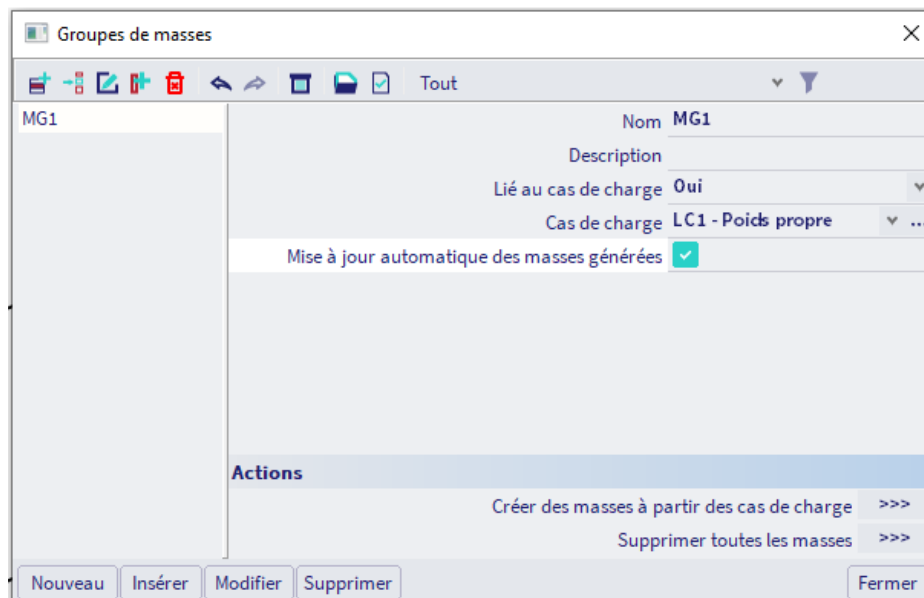 Groupes de masses
Tout
MG1
Nom MG1
Description
Lié au cas de charge Oui
Cas de charge LC1 - Poids propre ...
Mise à jour automatique des masses générées
Actions
Créer des masses à partir des cas de charge >>>
Supprimer toutes les masses >>>
Nouveau Insérer Modifier Supprimer Fermer